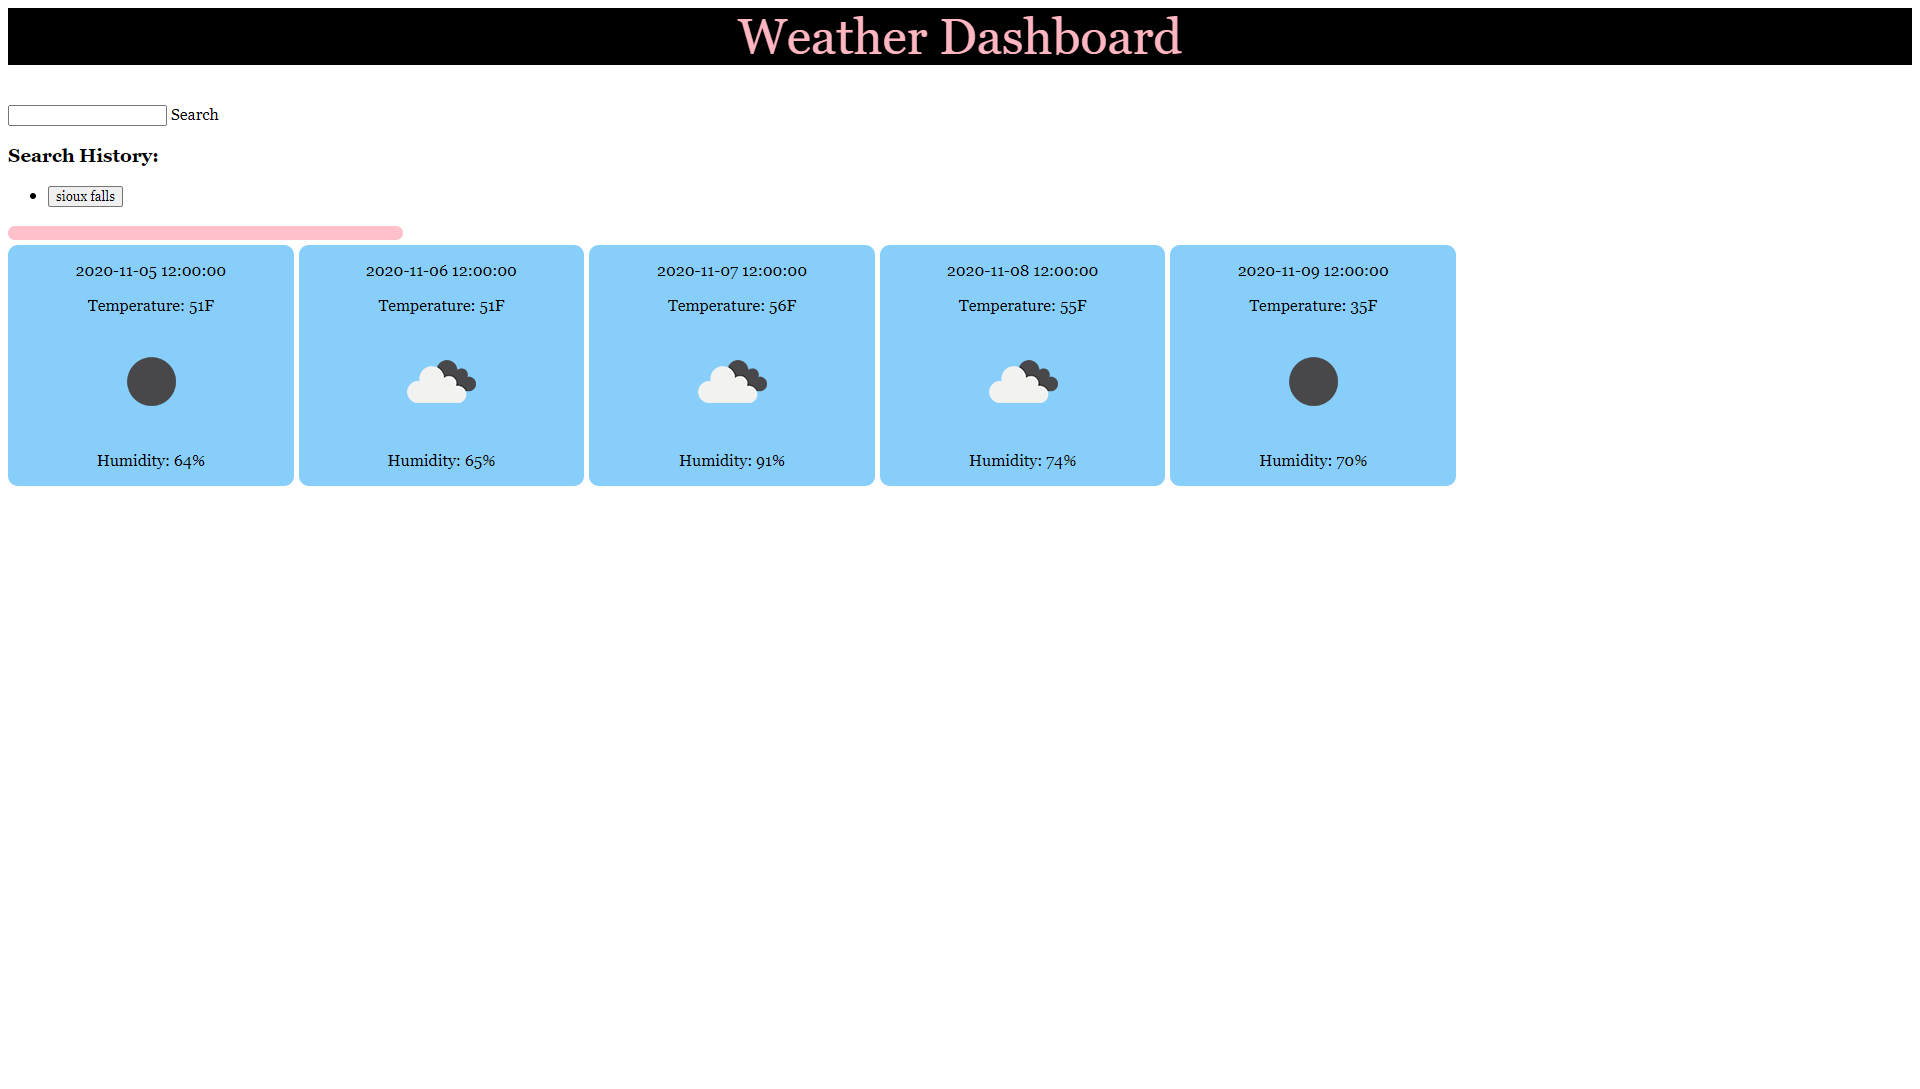 Weather Dashboard
Search
Search History:
sioux falls
2020-11-05 12:00:00
Temperature: 51F
Humidity: 64%
2020-11-06 12:00:00
Temperature: 51F
Humidity: 65%
2020-11-07 12:00:00
Temperature: 56F
Humidity: 91%
2020-11-08 12:00:00
Temperature: 55F
Humidity: 74%
2020-11-09 12:00:00
Temperature: 35F
Humidity: 70%